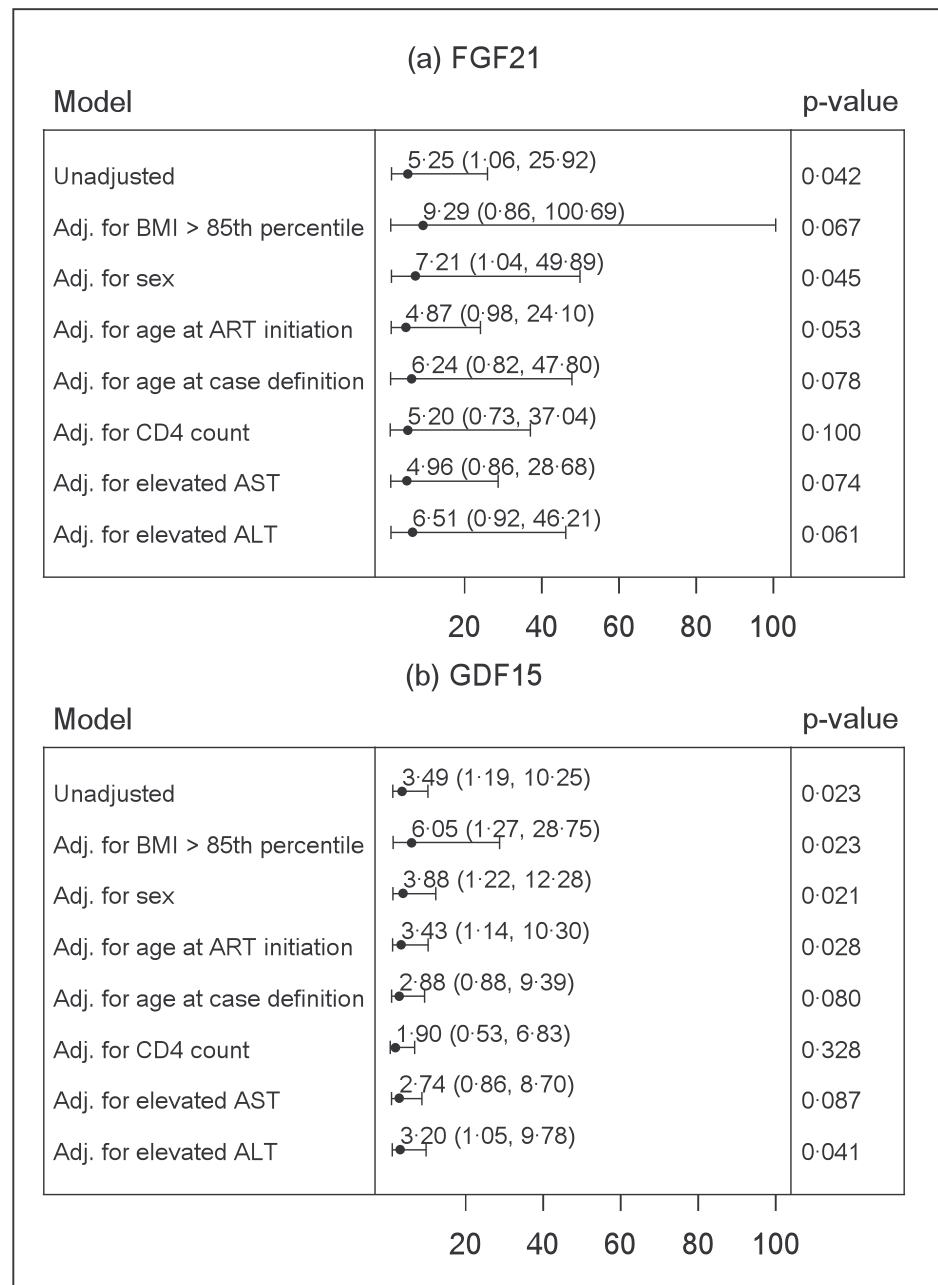 (a) FGF21
Model p-value
Unadjusted 5·25 (1·06, 25·92) 0·042
Adj. for BMI > 85th percentile 9·29 (0·86, 100·69) 0·067
Adj. for sex 7·21 (1·04, 49·89) 0·045
Adj. for age at ART initiation 4·87 (0·98, 24·10) 0·053
Adj. for age at case definition 6·24 (0·82, 47·80) 0·078
Adj. for CD4 count 5·20 (0·73, 37·04) 0·100
Adj. for elevated AST 4·96 (0·86, 28·68) 0·074
Adj. for elevated ALT 6·51 (0·92, 46·21) 0·061
20 40 60 80 100
(b) GDF15
Model p-value
Unadjusted 3·49 (1·19, 10·25) 0·023
Adj. for BMI > 85th percentile 6·05 (1·27, 28·75) 0·023
Adj. for sex 3·88 (1·22, 12·28) 0·021
Adj. for age at ART initiation 3·43 (1·14, 10·30) 0·028
Adj. for age at case definition 2·88 (0·88, 9·39) 0·080
Adj. for CD4 count 1·90 (0·53, 6·83) 0·328
Adj. for elevated AST 2·74 (0·86, 8·70) 0·087
Adj. for elevated ALT 3·20 (1·05, 9·78) 0·041
20 40 60 80 100